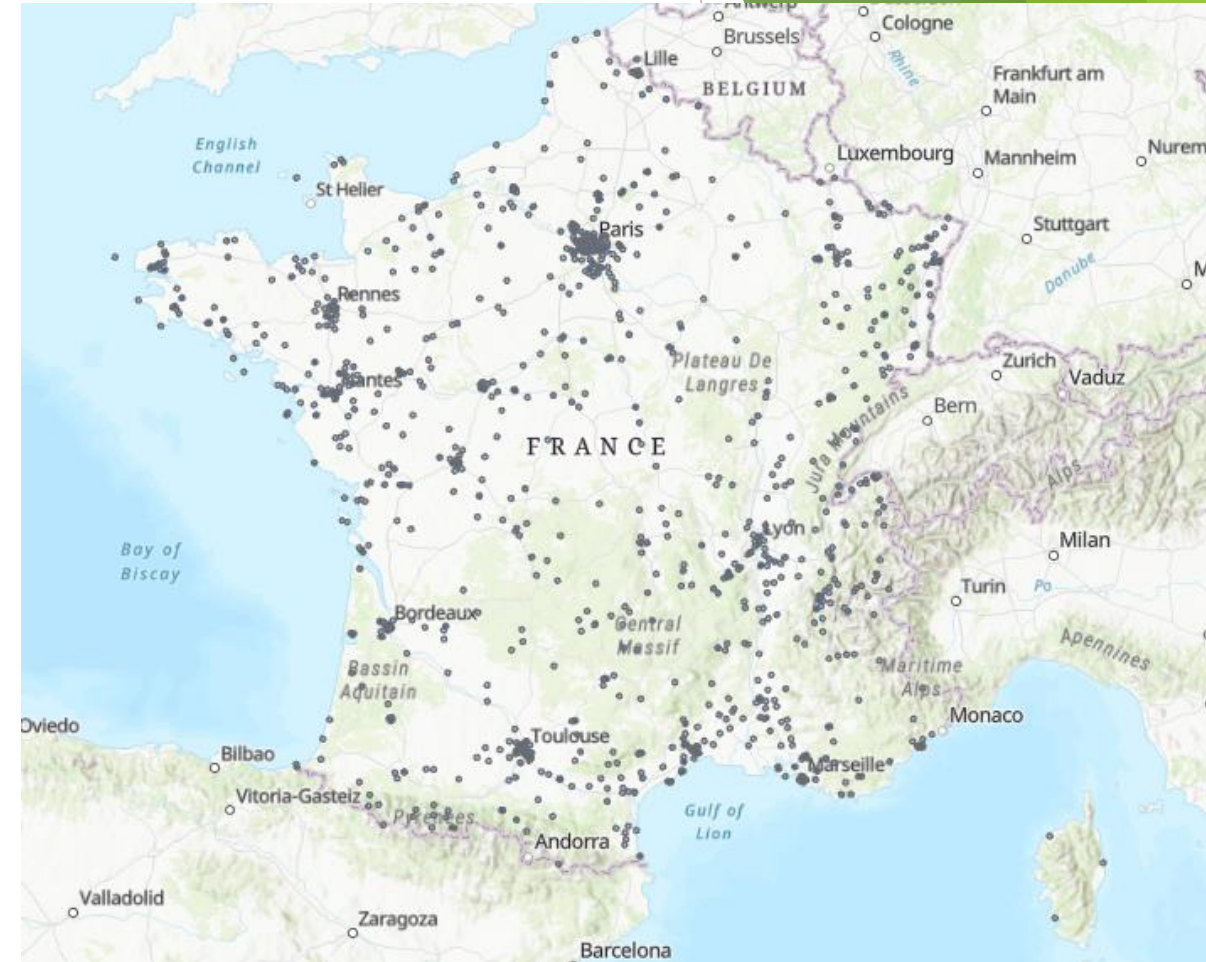 Cologne
Brussels
Rhine
Lille
Frankfurt am
Main
BELGIUM
English
Channel
Luxembourg
Mannheim
Nurem
St Helier
Stuttgart
Paris
Danube
M
Rennes
Zurich
Vaduz
Plateau De
Langres
Nantes
Bern
Jura Mountains
FRANCE
Alps
Lyon
Milan
Bay of
Biscay
Turin
Po
Bordeaux
Central
Massif
Apennines
Bassin
Aquitain
Maritime
Alps
Monaco
Oviedo
Toulouse
Bilbao
Marseille
Vitoria-Gasteiz
Pyrenees
Gulf of
Lion
Andorra
Valladolid
Zaragoza
Barcelona